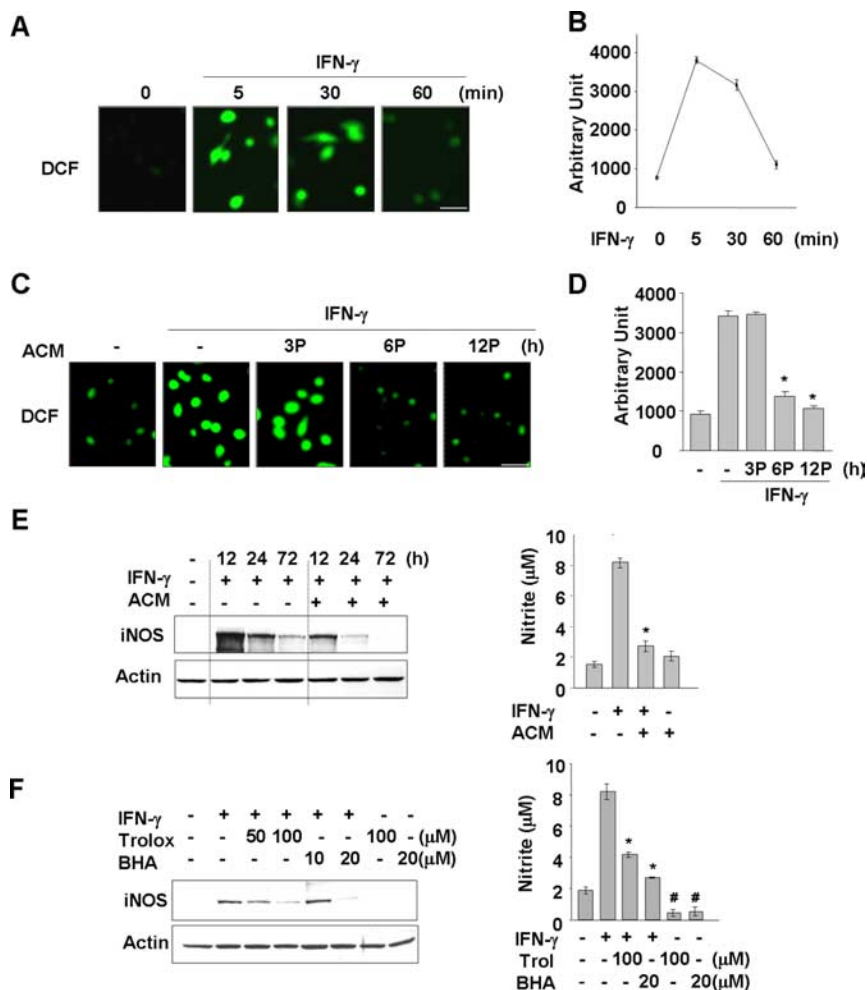 A
IFN-γ
0 5 30 60 (min)
DCF
B
Arbitrary Unit
4000
3000
2000
1000
0
IFN-γ 0 5 30 60 (min)
C
IFN-γ
ACM - - 3P 6P 12P (h)
DCF
D
Arbitrary Unit
4000
3000
2000
1000
0
* *
- - 3P 6P 12P (h)
IFN-γ
E
- 12 24 72 12 24 72 (h)
IFN-γ - + + + + + +
ACM - - - - + + +
iNOS
Actin
Nitrite (μM)
10
8
6
4
2
0
*
IFN-γ - + + -
ACM - - + +
F
IFN-γ - + + + + + - -
Trolox - - 50 100 - - 100 - (μM)
BHA - - - - 10 20 - 20 (μM)
iNOS
Actin
Nitrite (μM)
10
8
6
4
2
0
* * # #
IFN-γ - + + + - -
Trol - - 100 - 100 - (μM)
BHA - - - 20 - 20 (μM)